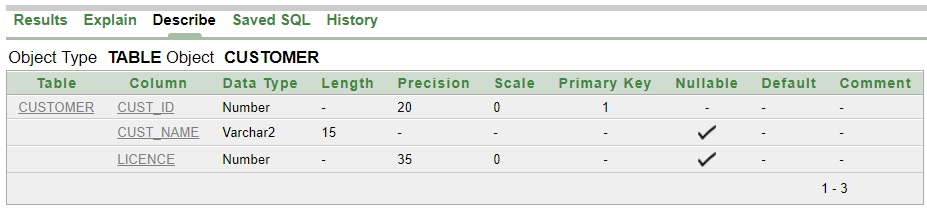 Results Explain Describe Saved SQL History
Object Type TABLE Object CUSTOMER
Table Column Data Type Length Precision Scale Primary Key Nullable Default Comment
CUSTOMER CUST_ID Number - 20 0 1 - - -
CUST_NAME Varchar2 15 - - - ✓ - -
LICENCE Number - 35 0 - ✓ - -
1 - 3